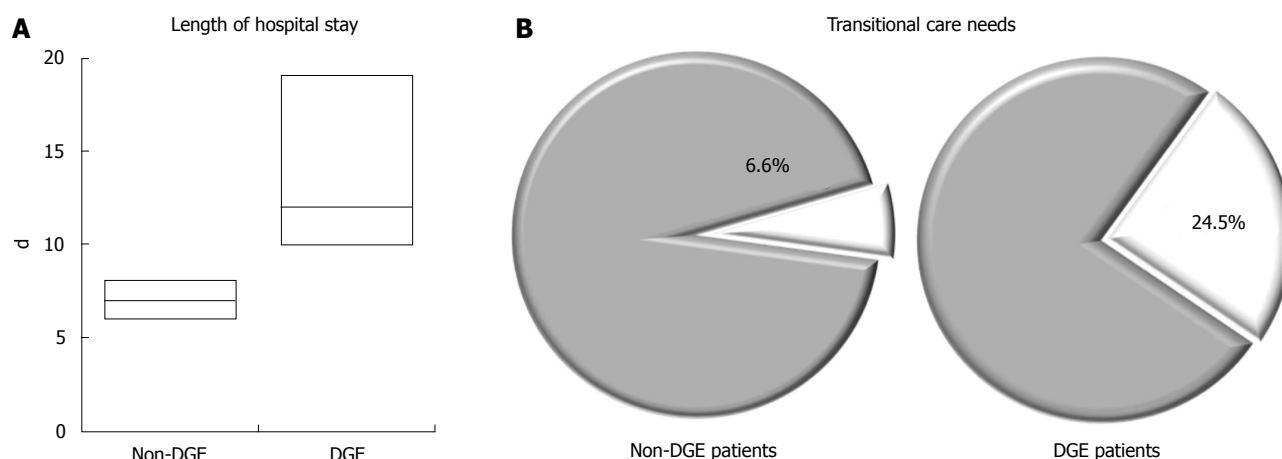 A
Length of hospital stay
20
15
10
5
0
d
Non-DGE
DGE
B
Transitional care needs
6.6%
24.5%
Non-DGE patients
DGE patients